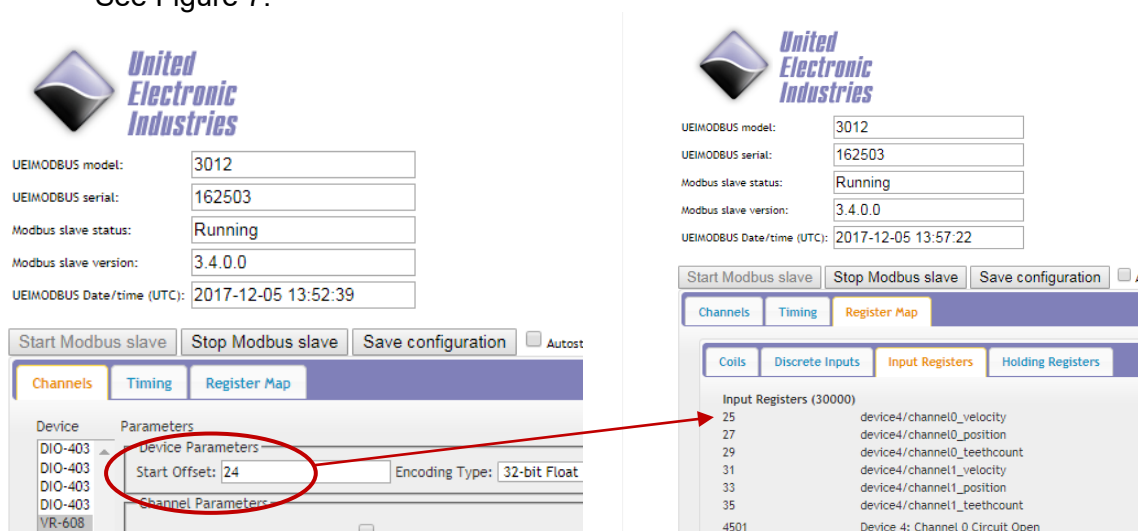 See Figure 7.
United
Electronic
Industries
UEIMODBUS model: 3012
UEIMODBUS serial: 162503
Modbus slave status: Running
Modbus slave version: 3.4.0.0
UEIMODBUS Date/time (UTC): 2017-12-05 13:52:39
Start Modbus slave Stop Modbus slave Save configuration Autost
Channels Timing Register Map
Device Parameters
DIO-403 Device Parameters
DIO-403 Start Offset: 24 Encoding Type: 32-bit Float
DIO-403
DIO-403 Channel Parameters
VR-608
United
Electronic
Industries
UEIMODBUS model: 3012
UEIMODBUS serial: 162503
Modbus slave status: Running
Modbus slave version: 3.4.0.0
UEIMODBUS Date/time (UTC): 2017-12-05 13:57:22
Start Modbus slave Stop Modbus slave Save configuration
Channels Timing Register Map
Coils Discrete Inputs Input Registers Holding Registers
Input Registers (30000)
25 device4/channel0_velocity
27 device4/channel0_position
29 device4/channel0_teethcount
31 device4/channel1_velocity
33 device4/channel1_position
35 device4/channel1_teethcount
4501 Device 4: Channel 0 Circuit Open